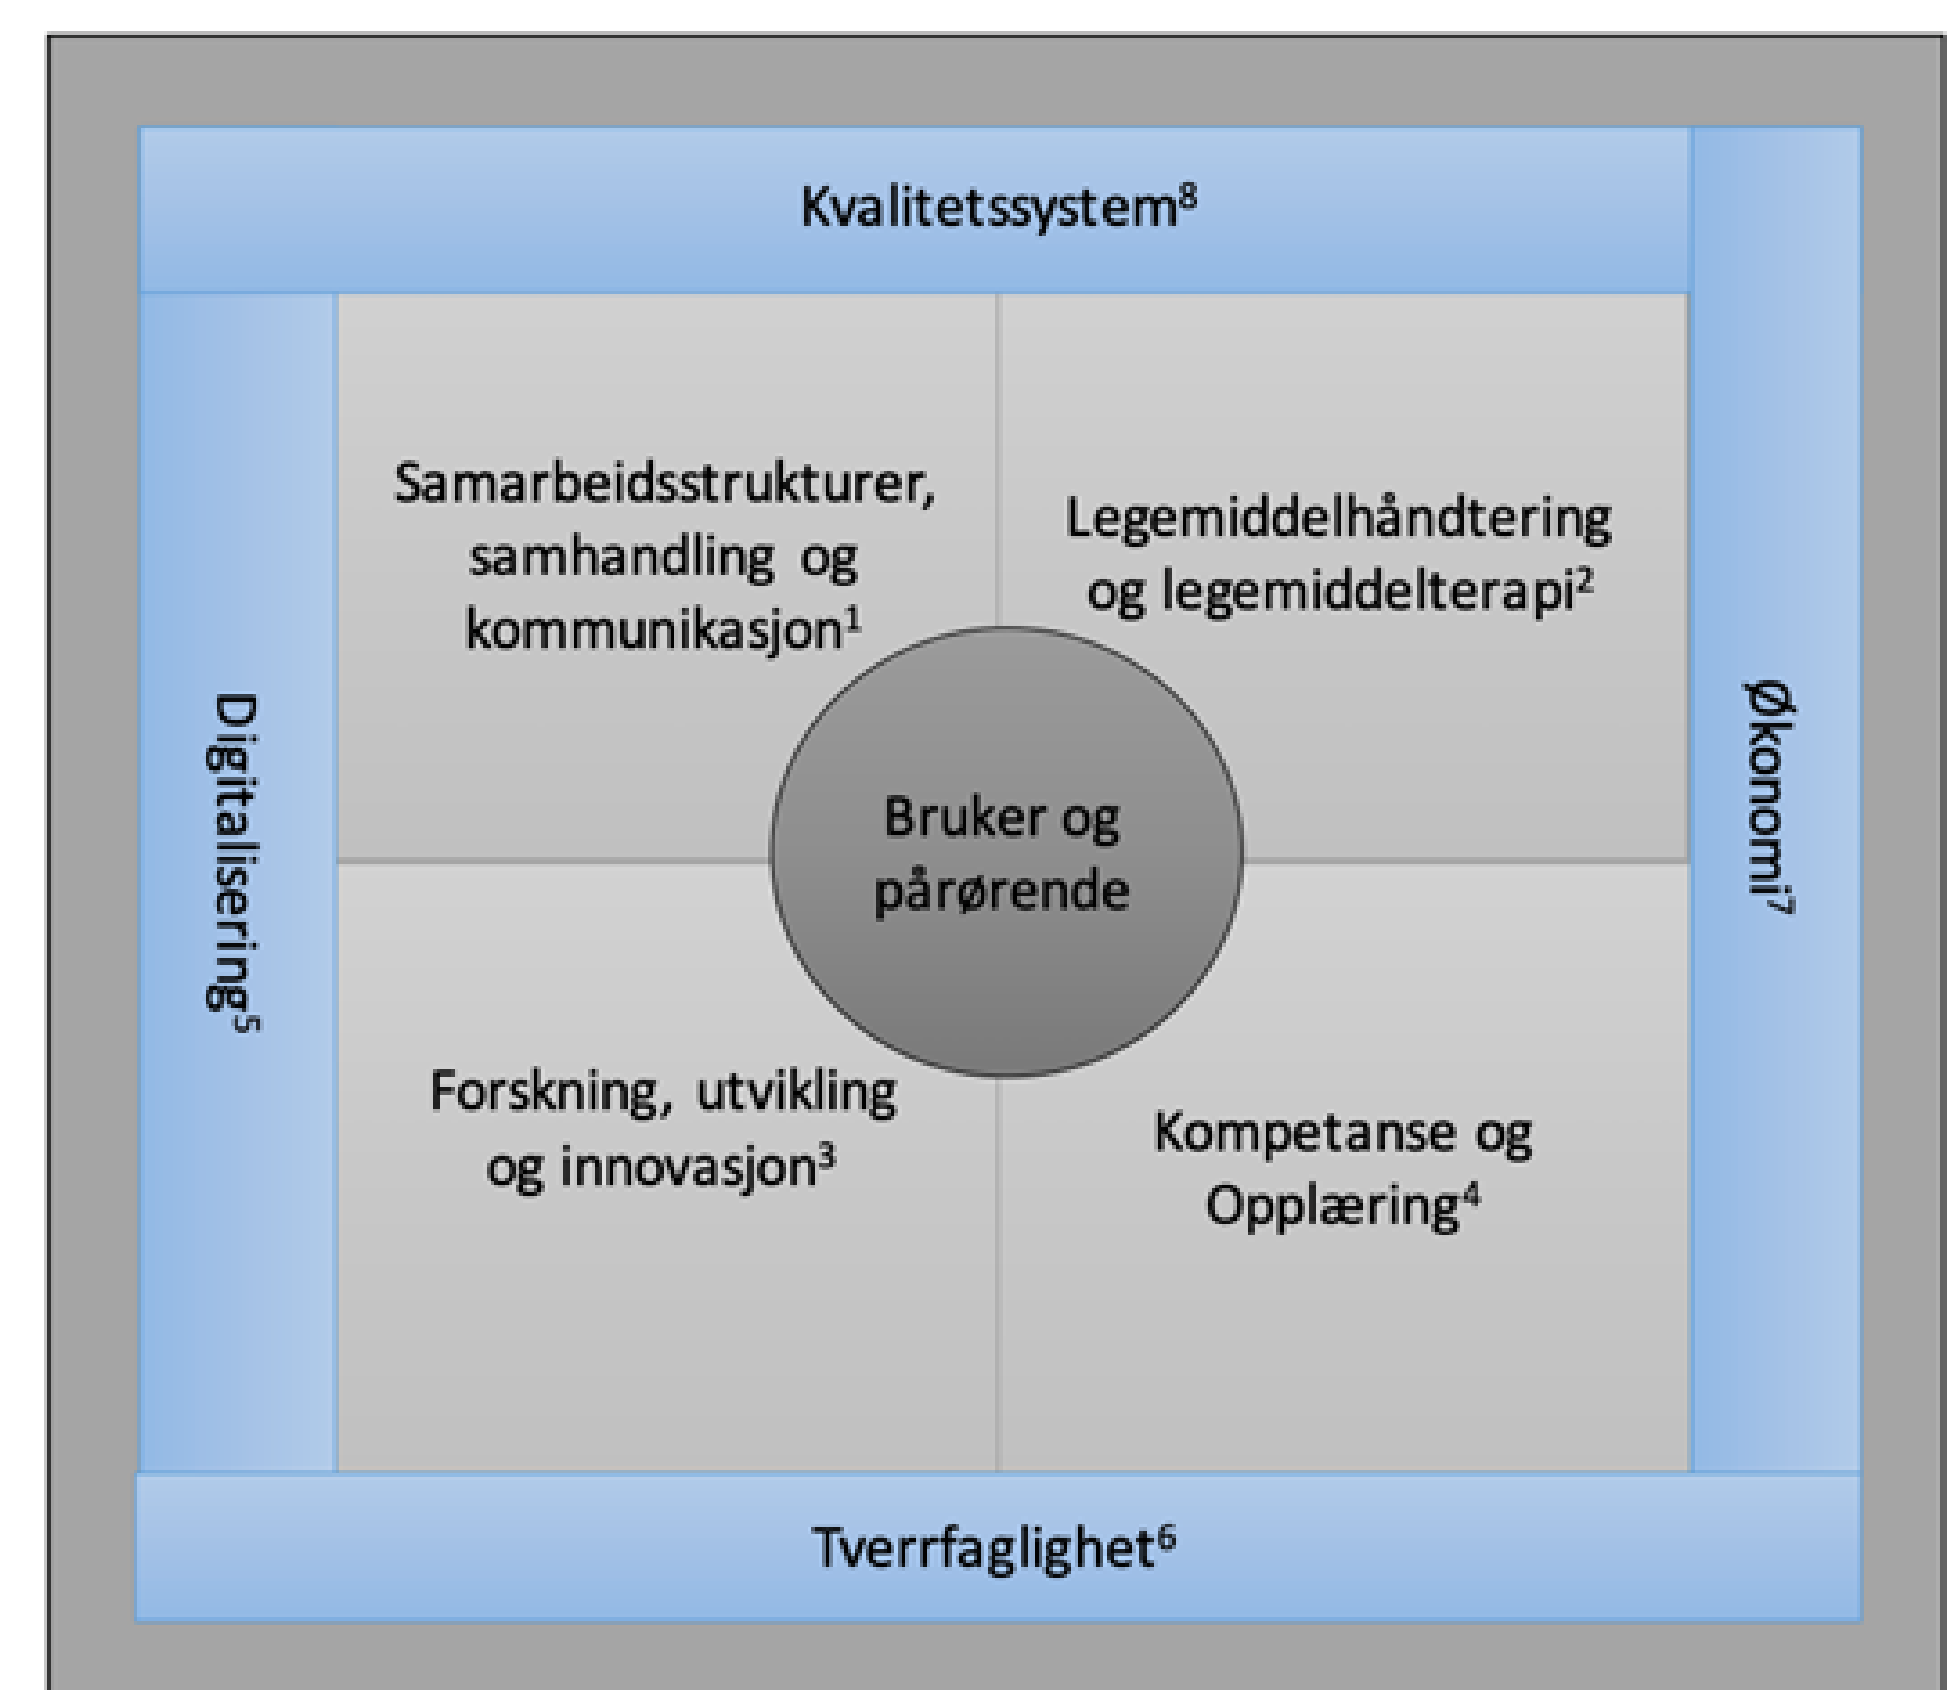 Kvalitetssystem⁸
Samarbeidsstrukturer,
samhandling og
kommunikasjon¹
Legemiddelhåndtering
og legemiddelterapi²
Digitalisering⁵
Bruker og
pårørende
Økonomi⁷
Forskning, utvikling
og innovasjon³
Kompetanse og
Opplæring⁴
Tverrfaglighet⁶